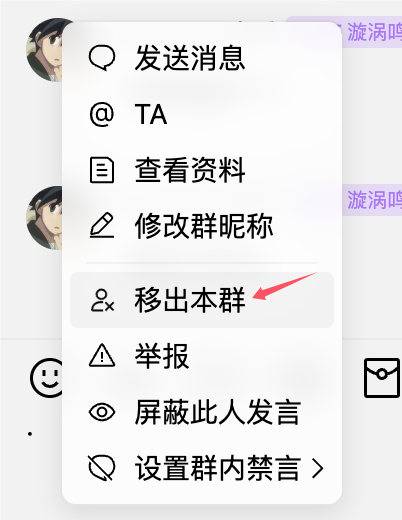 漩涡鸣
发送消息
@ TA
查看资料
漩涡鸣
修改群昵称
移出本群
举报
屏蔽此人发言
设置群内禁言